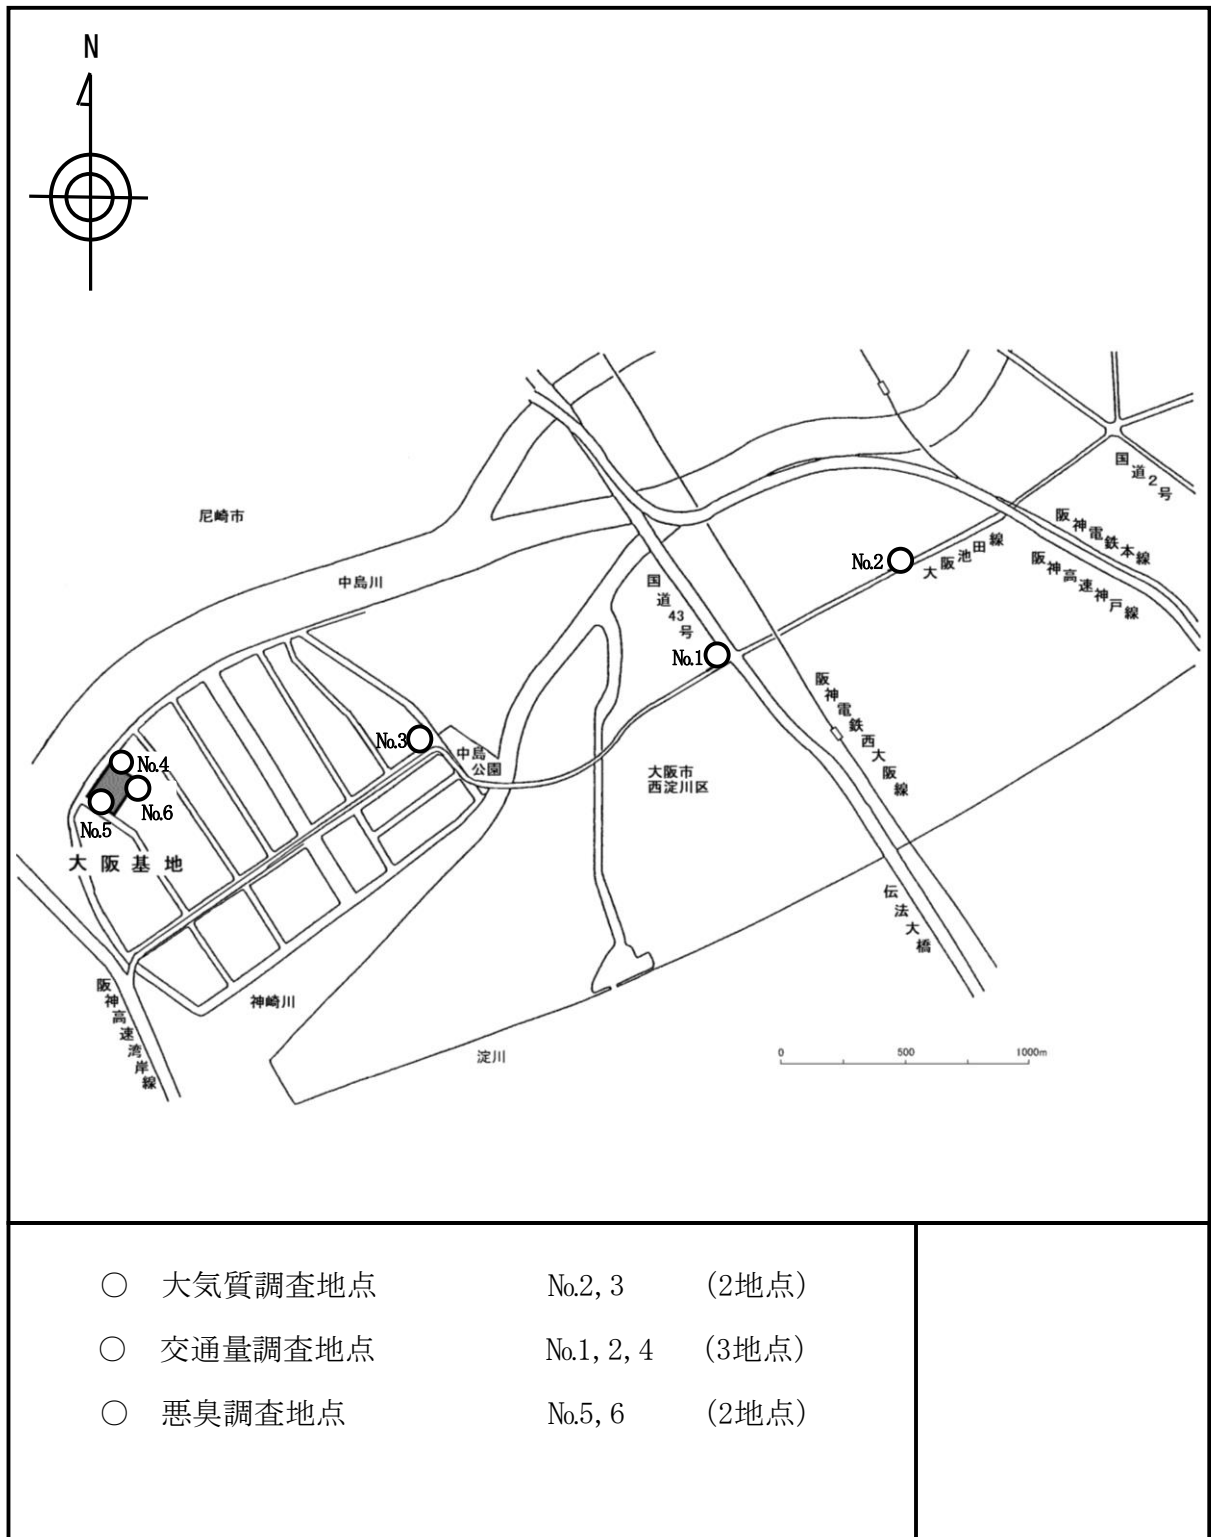 N
尼崎市
中島川
国道2号
阪神電鉄本線
阪神高速神戸線
大阪池田線
No.2
国道43号
No.1
阪神電鉄西大阪線
No.3
中島
公園
大阪市
西淀川区
No.4
No.6
No.5
大阪基地
伝法大橋
阪神高速湾岸線
神崎川
淀川
0 500 1000m
○ 大気質調査地点 No.2,3 (2地点)
○ 交通量調査地点 No.1,2,4 (3地点)
○ 悪臭調査地点 No.5,6 (2地点)